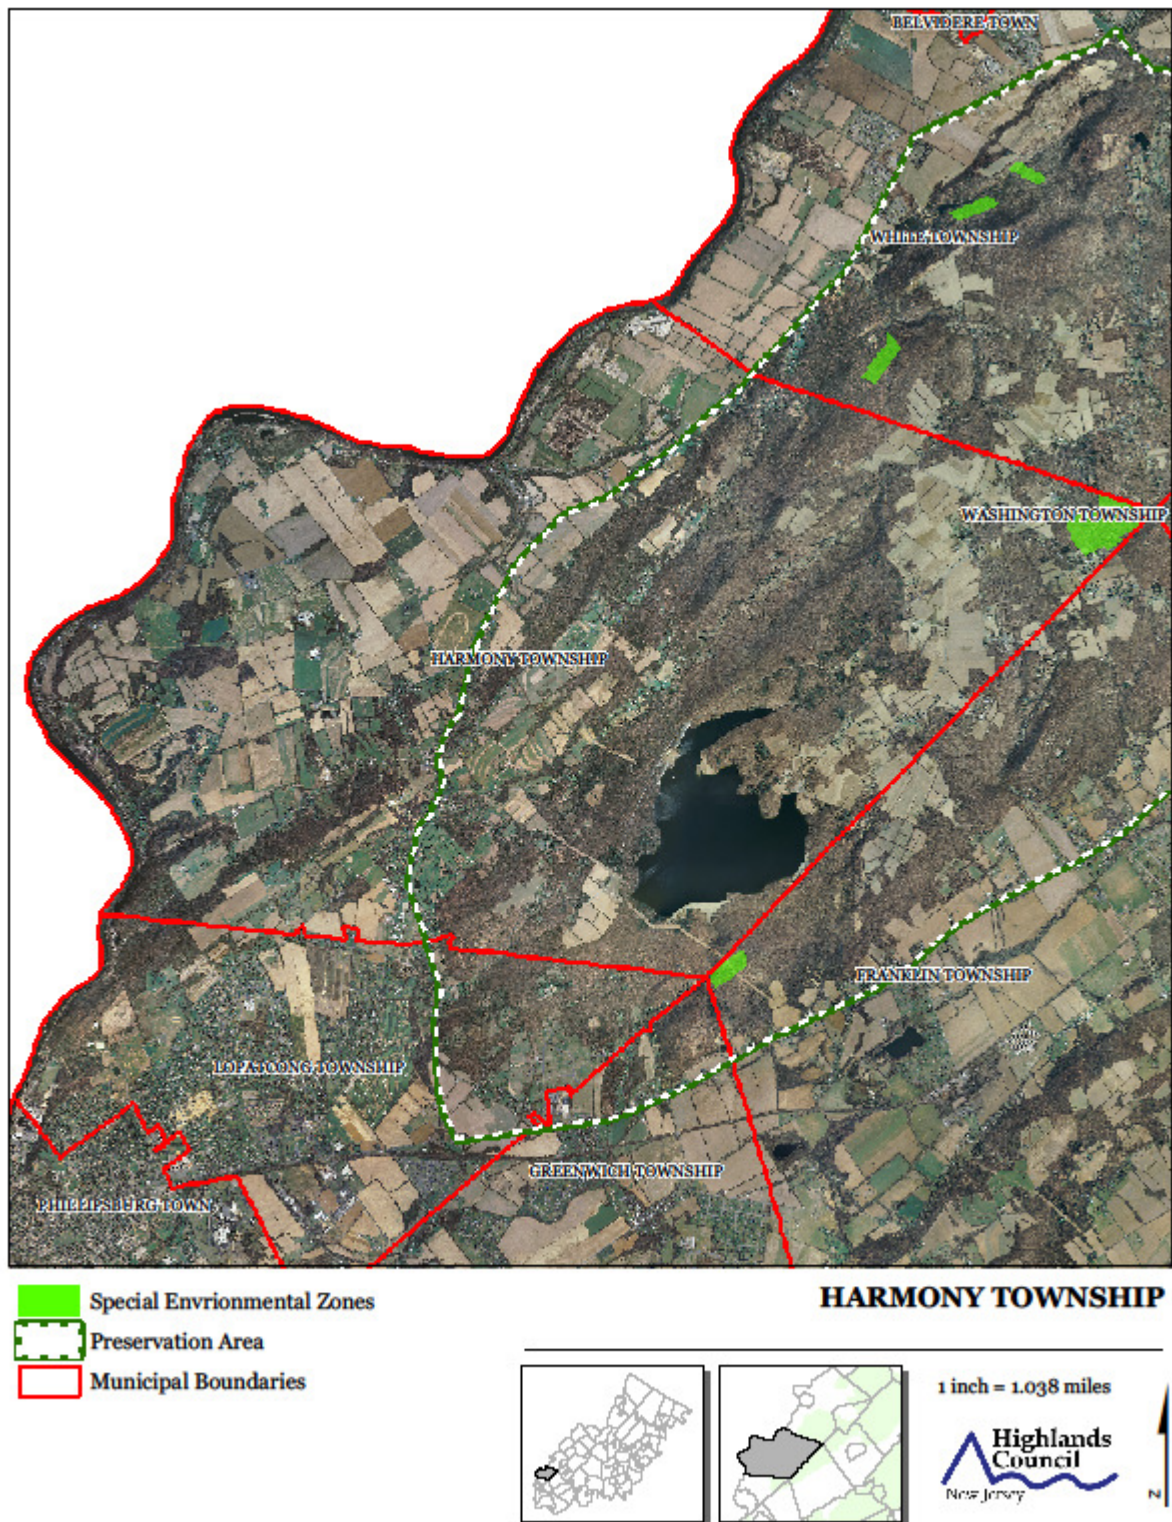 BELVIDERE TOWN
WHITE TOWNSHIP
WASHINGTON TOWNSHIP
HARMONY TOWNSHIP
FRANKLIN TOWNSHIP
LOPATCONG TOWNSHIP
GREENWICH TOWNSHIP
PHILLIPSBURG TOWN
Special Envrionmental Zones
Preservation Area
Municipal Boundaries
HARMONY TOWNSHIP
1 inch = 1.038 miles
Highlands
Council
New Jersey
N